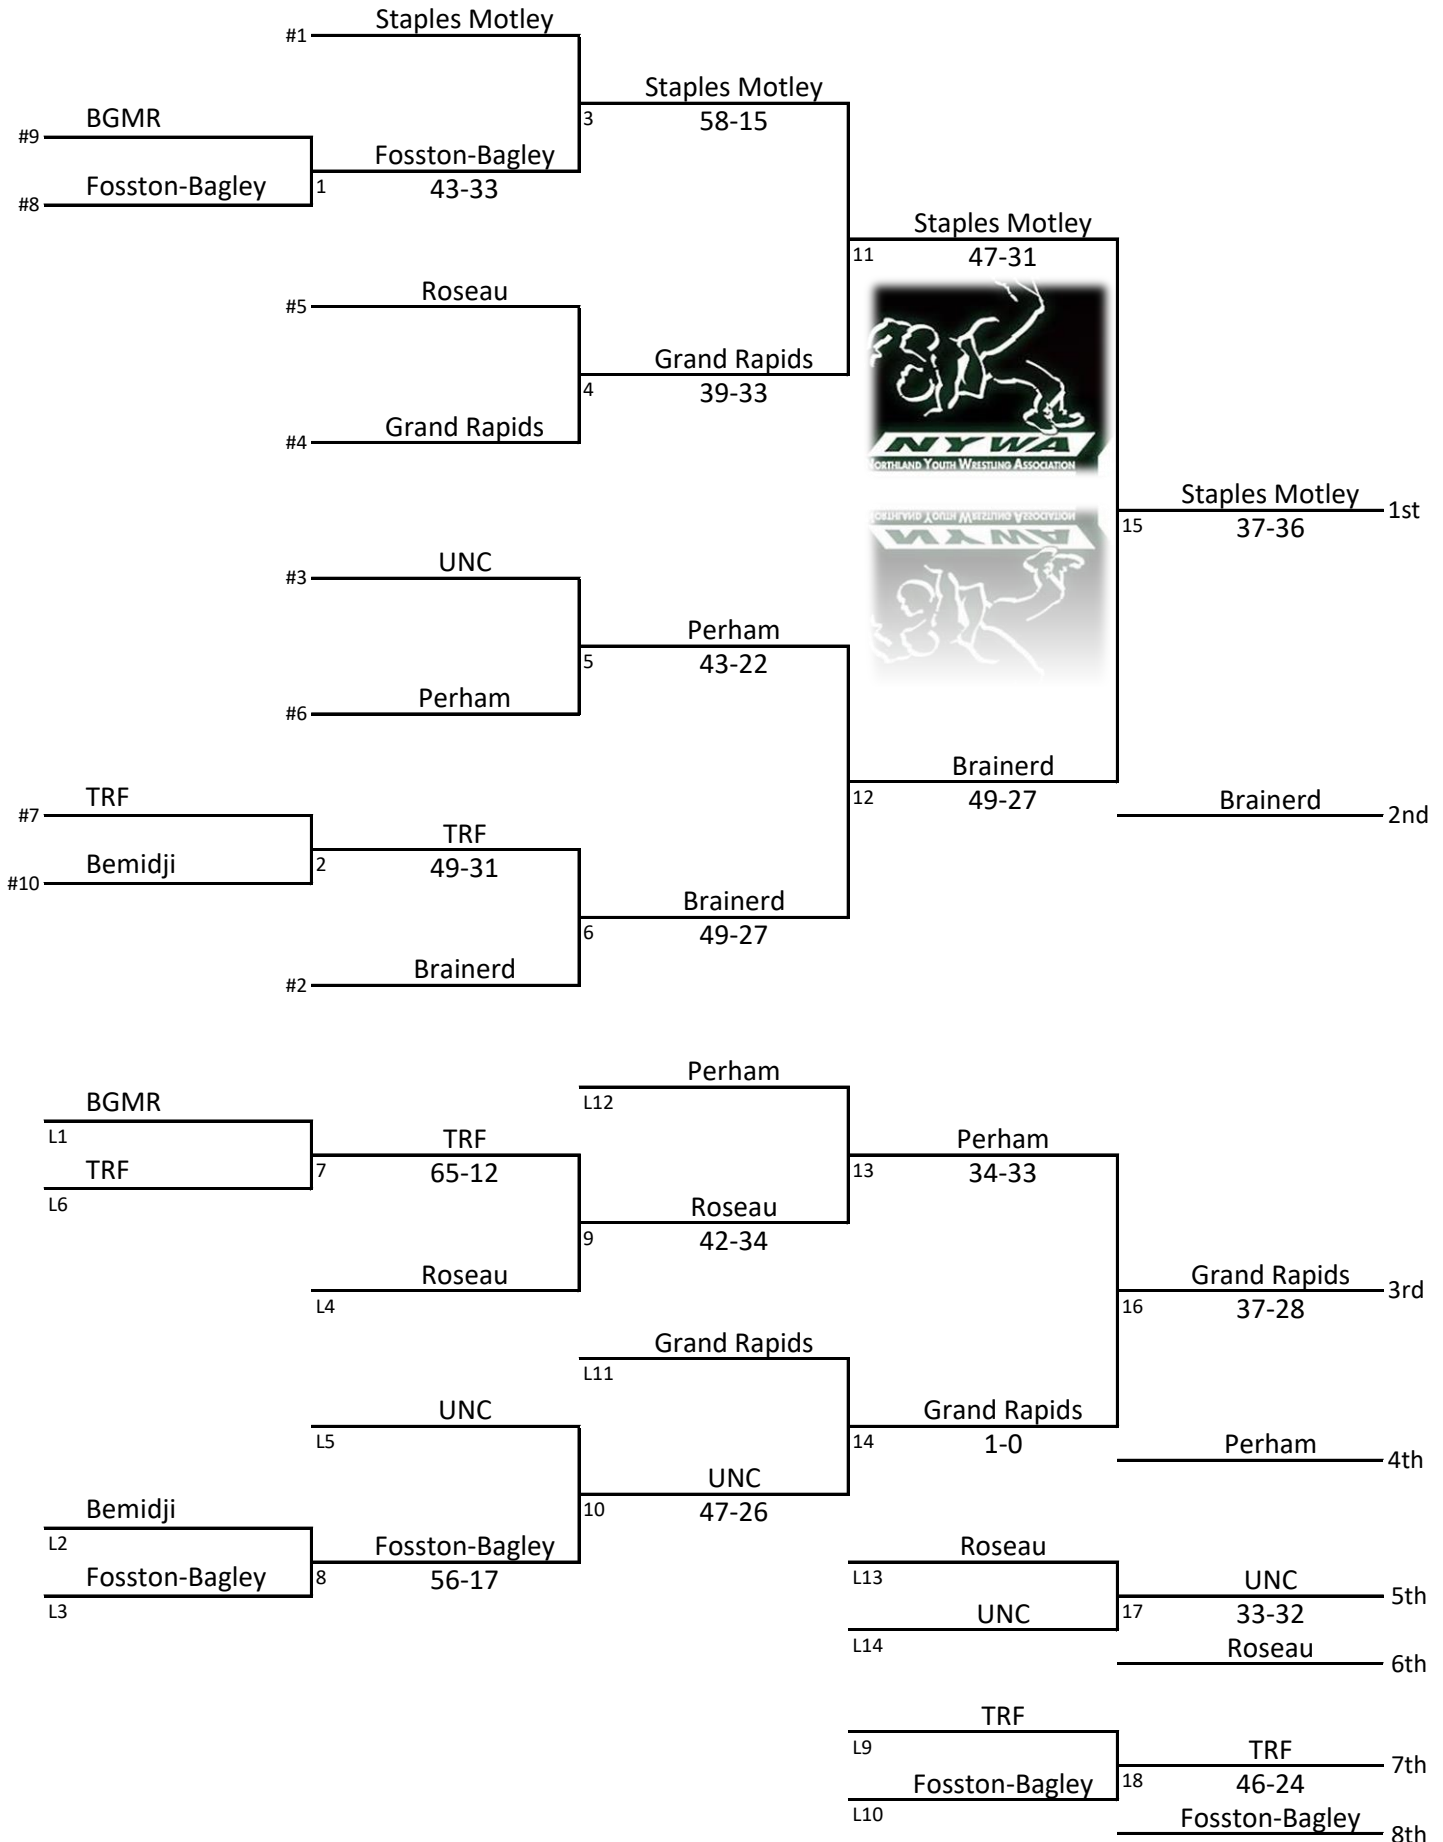 Staples Motley
#1
Staples Motley
3
58-15
BGMR
#9
Fosston-Bagley
1
43-33
Fosston-Bagley
#8
Staples Motley
11
47-31
Roseau
#5
Grand Rapids
4
39-33
Grand Rapids
#4
NYWA
NORTHLAND YOUTH WRESTLING ASSOCIATION
Staples Motley
1st
15
37-36
UNC
#3
Perham
5
43-22
Perham
#6
Brainerd
12
49-27
Brainerd
2nd
TRF
#7
TRF
2
49-31
Bemidji
#10
Brainerd
6
49-27
Brainerd
#2
Perham
L12
BGMR
L1
TRF
7
65-12
TRF
L6
Perham
13
34-33
Roseau
9
42-34
Roseau
L4
Grand Rapids
3rd
16
37-28
Grand Rapids
L11
UNC
L5
Grand Rapids
14
1-0
Perham
4th
UNC
10
47-26
Bemidji
L2
Fosston-Bagley
8
56-17
Fosston-Bagley
L3
Roseau
L13
UNC
5th
17
33-32
UNC
L14
Roseau
6th
TRF
L9
TRF
7th
18
46-24
Fosston-Bagley
L10
Fosston-Bagley
8th